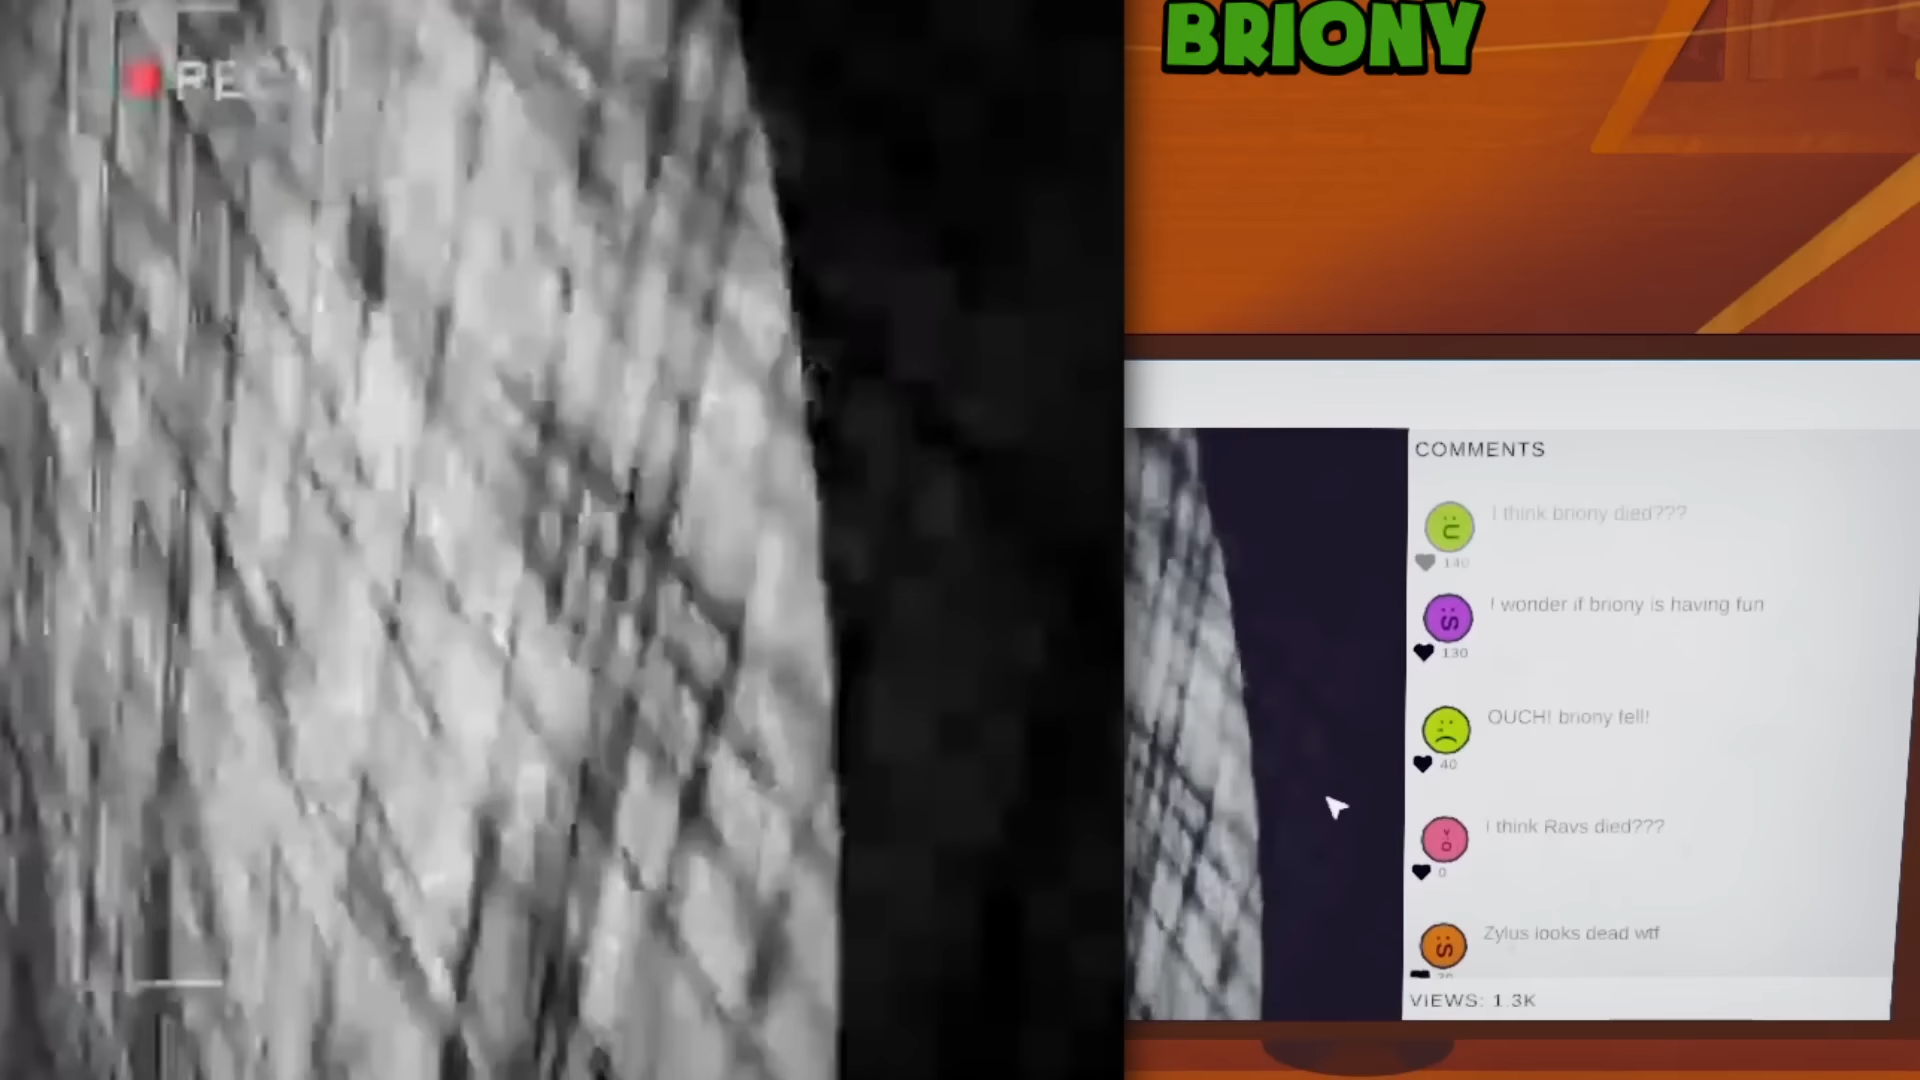 BRIONY
COMMENTS
I think briony died???
140
I wonder if briony is having fun
130
OUCH! briony fell!
40
I think Ravs died???
0
Zylus looks dead wtf
VIEWS: 1.3K